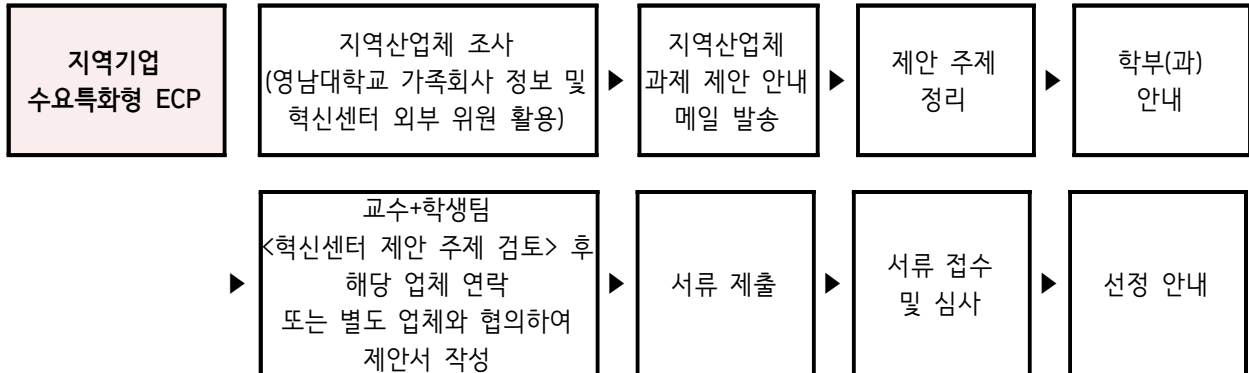 지역기업
수요특화형 ECP
지역산업체 조사
(영남대학교 가족회사 정보 및
혁신센터 외부 위원 활용)
▶
지역산업체
과제 제안 안내
메일 발송
▶
제안 주제
정리
▶
학부(과)
안내
▶
교수+학생팀
<혁신센터 제안 주제 검토> 후
해당 업체 연락
또는 별도 업체와 협의하여
제안서 작성
▶
서류 제출
▶
서류 접수
및 심사
▶
선정 안내